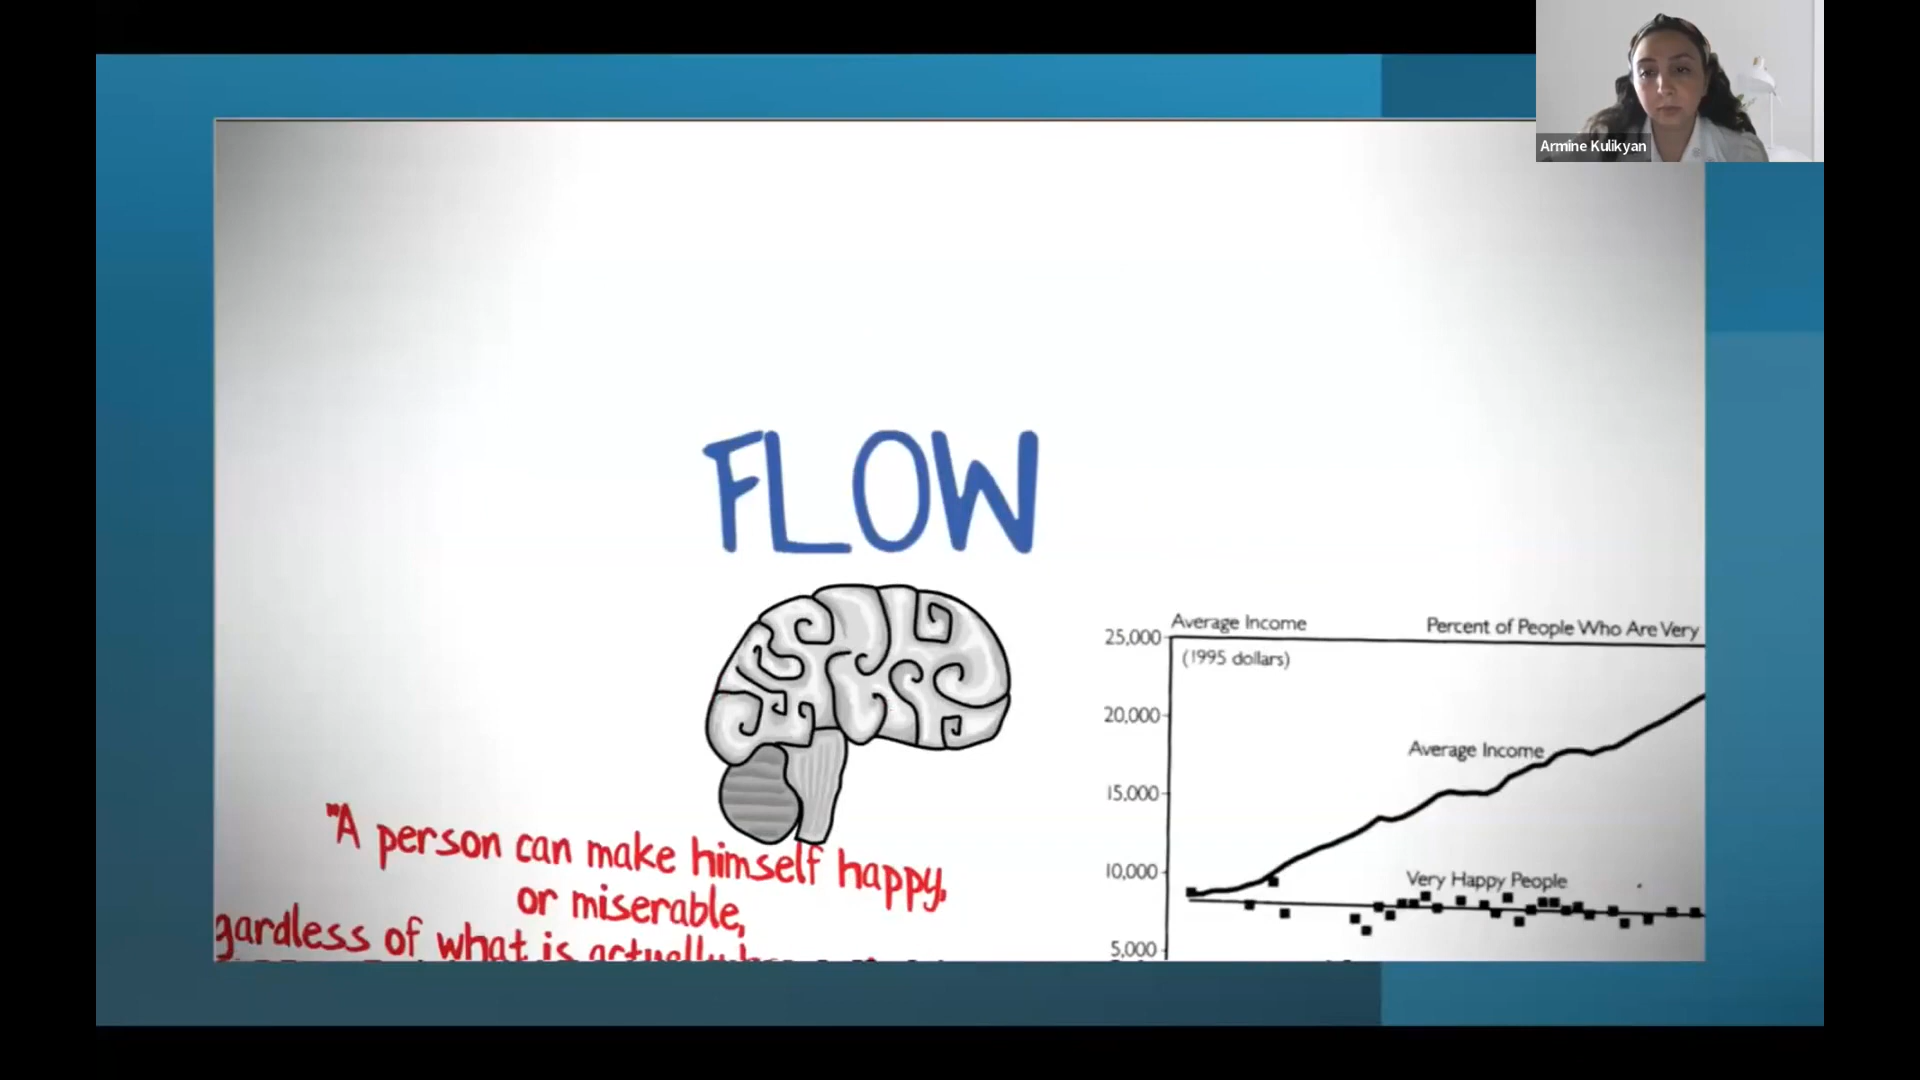 Armine Kulikyan
FLOW
"A person can make himself happy,
or miserable,
gardless of what is actually
Average Income
Percent of People Who Are Very
25,000
(1995 dollars)
20,000
Average Income
15,000
10,000
Very Happy People
5,000